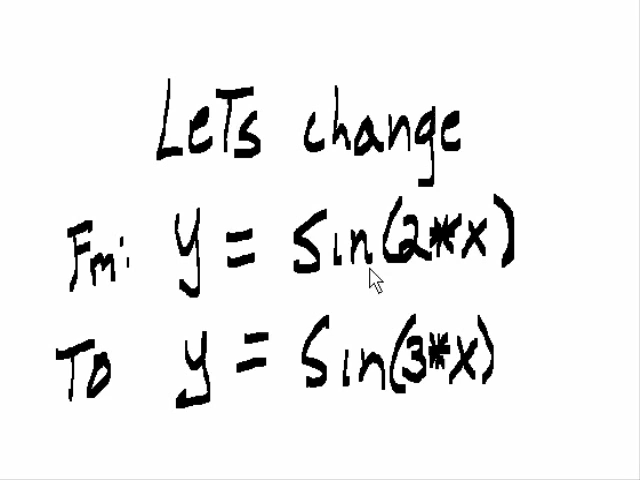 LeTs change
Fm: y = Sin(2*x)
To y = Sin(3*x)